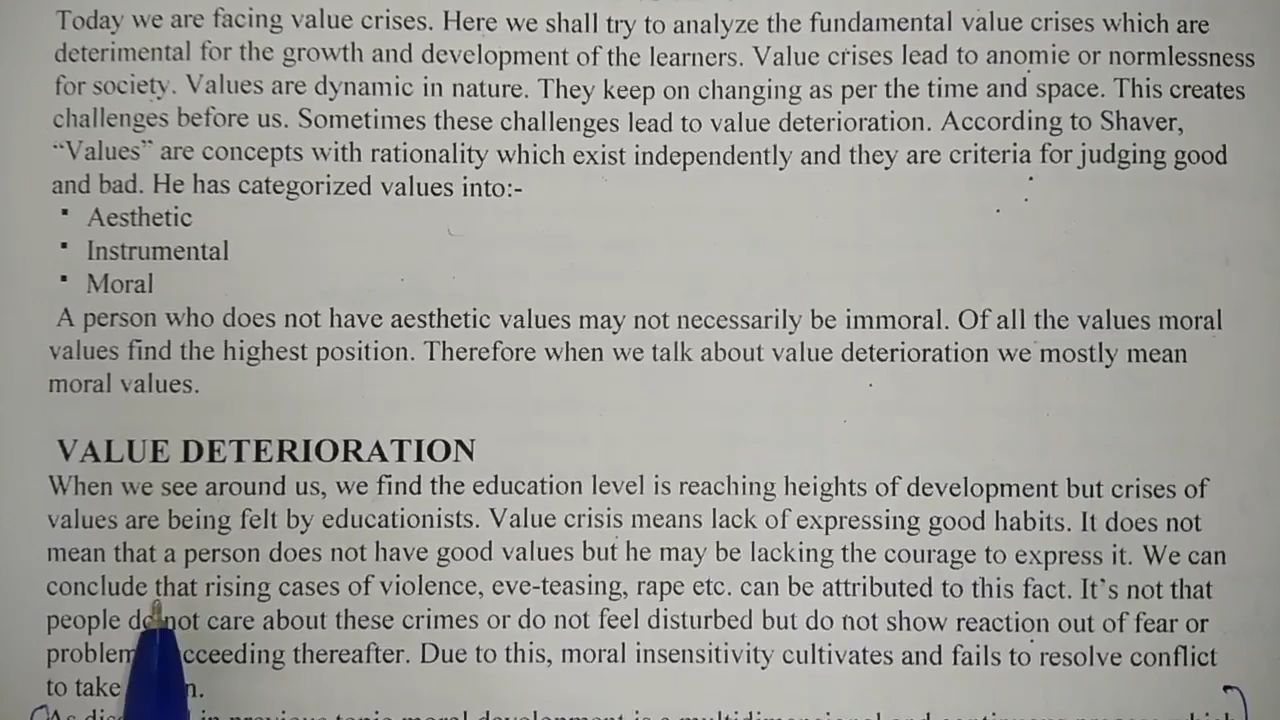 Today we are facing value crises. Here we shall try to analyze the fundamental value crises which are
deterimental for the growth and development of the learners. Value crises lead to anomie or normlessness
for society. Values are dynamic in nature. They keep on changing as per the time and space. This creates
challenges before us. Sometimes these challenges lead to value deterioration. According to Shaver,
“Values” are concepts with rationality which exist independently and they are criteria for judging good
and bad. He has categorized values into:-
▪ Aesthetic
▪ Instrumental
▪ Moral
A person who does not have aesthetic values may not necessarily be immoral. Of all the values moral
values find the highest position. Therefore when we talk about value deterioration we mostly mean
moral values.
VALUE DETERIORATION
When we see around us, we find the education level is reaching heights of development but crises of
values are being felt by educationists. Value crisis means lack of expressing good habits. It does not
mean that a person does not have good values but he may be lacking the courage to express it. We can
conclude that rising cases of violence, eve-teasing, rape etc. can be attributed to this fact. It’s not that
people do not care about these crimes or do not feel disturbed but do not show reaction out of fear or
thereafter. Due to this, moral insensitivity cultivates and fails to resolve conflict
to take
in previous topic moral development is a multidimensional and continuous process which